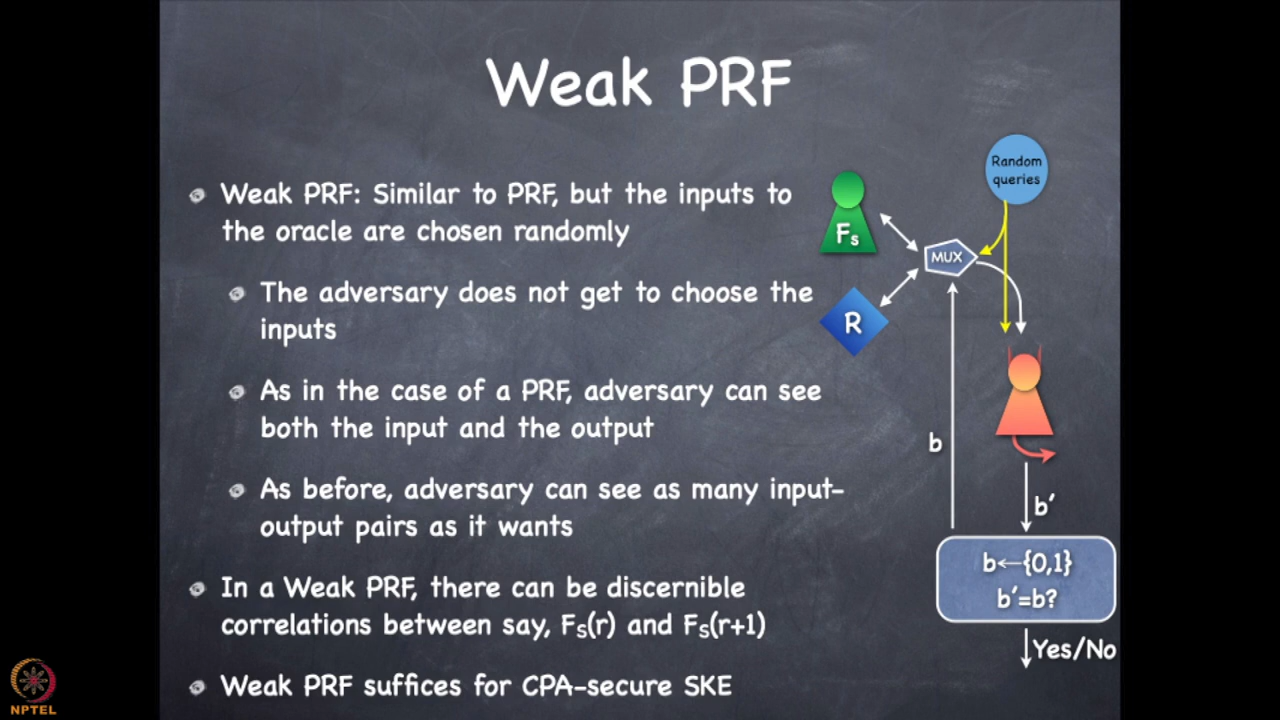 Weak PRF
Weak PRF: Similar to PRF, but the inputs to
the oracle are chosen randomly
The adversary does not get to choose the
inputs
As in the case of a PRF, adversary can see
both the input and the output
As before, adversary can see as many input-
output pairs as it wants
In a Weak PRF, there can be discernible
correlations between say, Fs(r) and Fs(r+1)
Weak PRF suffices for CPA-secure SKE
Random
queries
Fs
MUX
R
b
b′
b←{0,1}
b′=b?
Yes/No
NPTEL